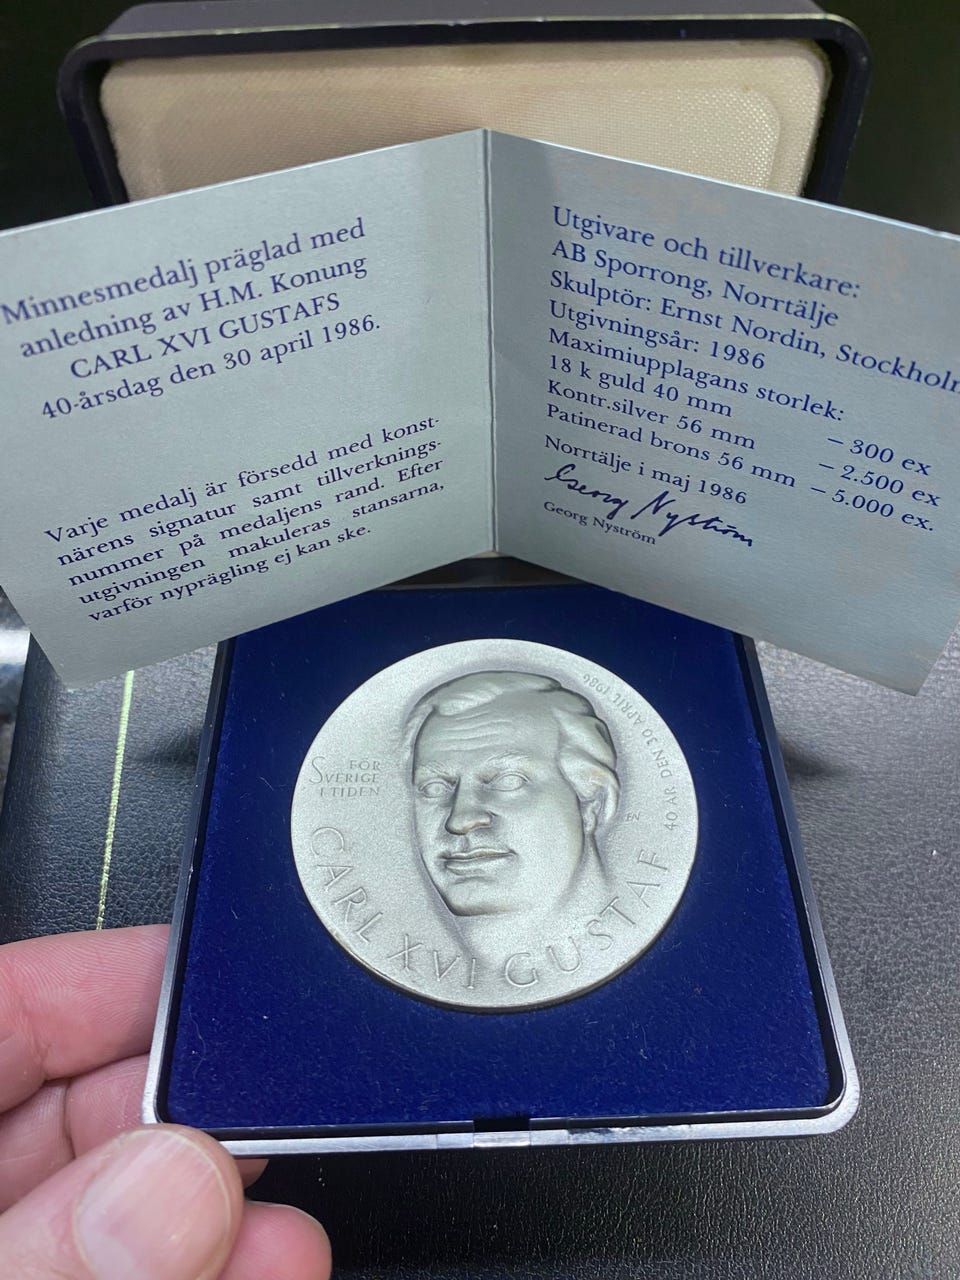 Minnesmedalj präglad med
anledning av H.M. Konung
CARL XVI GUSTAFS
40-årsdag den 30 april 1986.
Varje medalj är försedd med konst-
närens signatur samt tillverknings-
nummer på medaljens rand. Efter
utgivningen makuleras stansarna,
varför nyprägling ej kan ske.
Utgivare och tillverkare:
AB Sporrong, Norrtälje
Skulptör: Ernst Nordin, Stockholm
Utgivningsår: 1986
Maximiupplagans storlek:
18 k guld 40 mm – 300 ex
Kontr.silver 56 mm – 2.500 ex
Patinerad brons 56 mm – 5.000 ex.
Norrtälje i maj 1986
Georg Nyström
Georg Nyström
FÖR
SVERIGE
I TIDEN
CARL XVI GUSTAF
40 ÅR DEN 30 APRIL 1986
EN